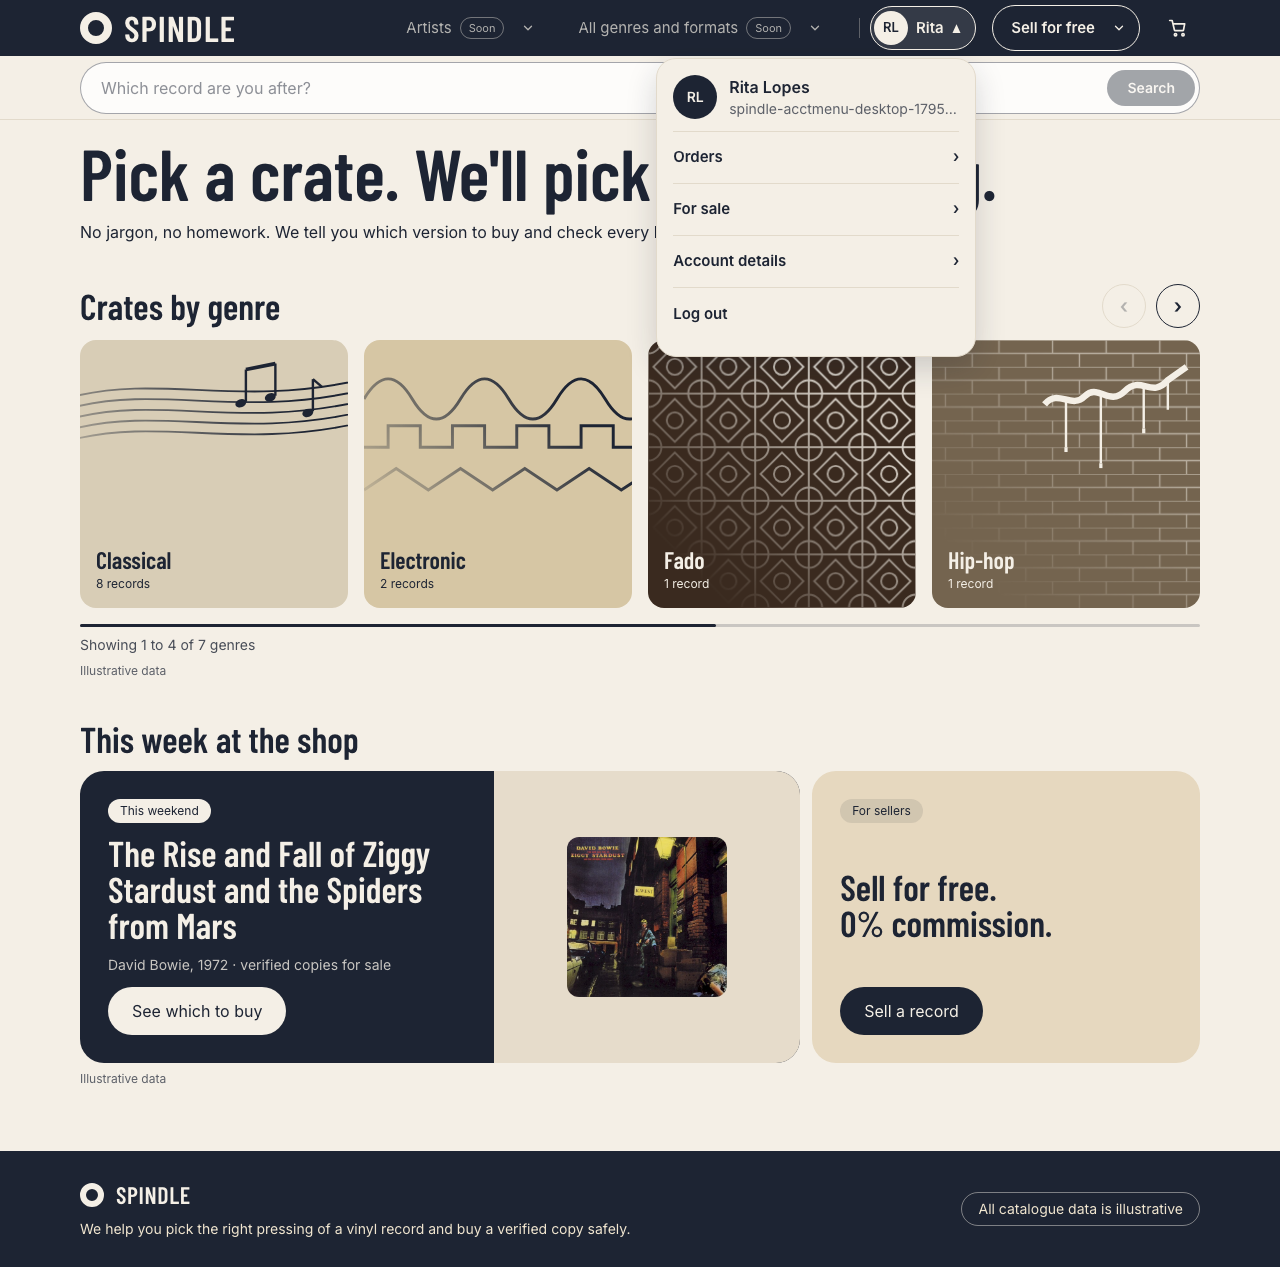 SPINDLE
Artists Soon
All genres and formats Soon
RL Rita ▲
Sell for free
Which record are you after?
Search
RL
Rita Lopes
spindle-acctmenu-desktop-1795...
Orders ›
For sale ›
Account details ›
Log out
Pick a crate. We'll pick
No jargon, no homework. We tell you which version to buy and check every
Crates by genre
‹ ›
Classical
8 records
Electronic
2 records
Fado
1 record
Hip-hop
1 record
Showing 1 to 4 of 7 genres
Illustrative data
This week at the shop
This weekend
The Rise and Fall of Ziggy
Stardust and the Spiders
from Mars
David Bowie, 1972 · verified copies for sale
See which to buy
DAVID BOWIE
ZIGGY STARDUST
For sellers
Sell for free.
0% commission.
Sell a record
Illustrative data
SPINDLE
We help you pick the right pressing of a vinyl record and buy a verified copy safely.
All catalogue data is illustrative